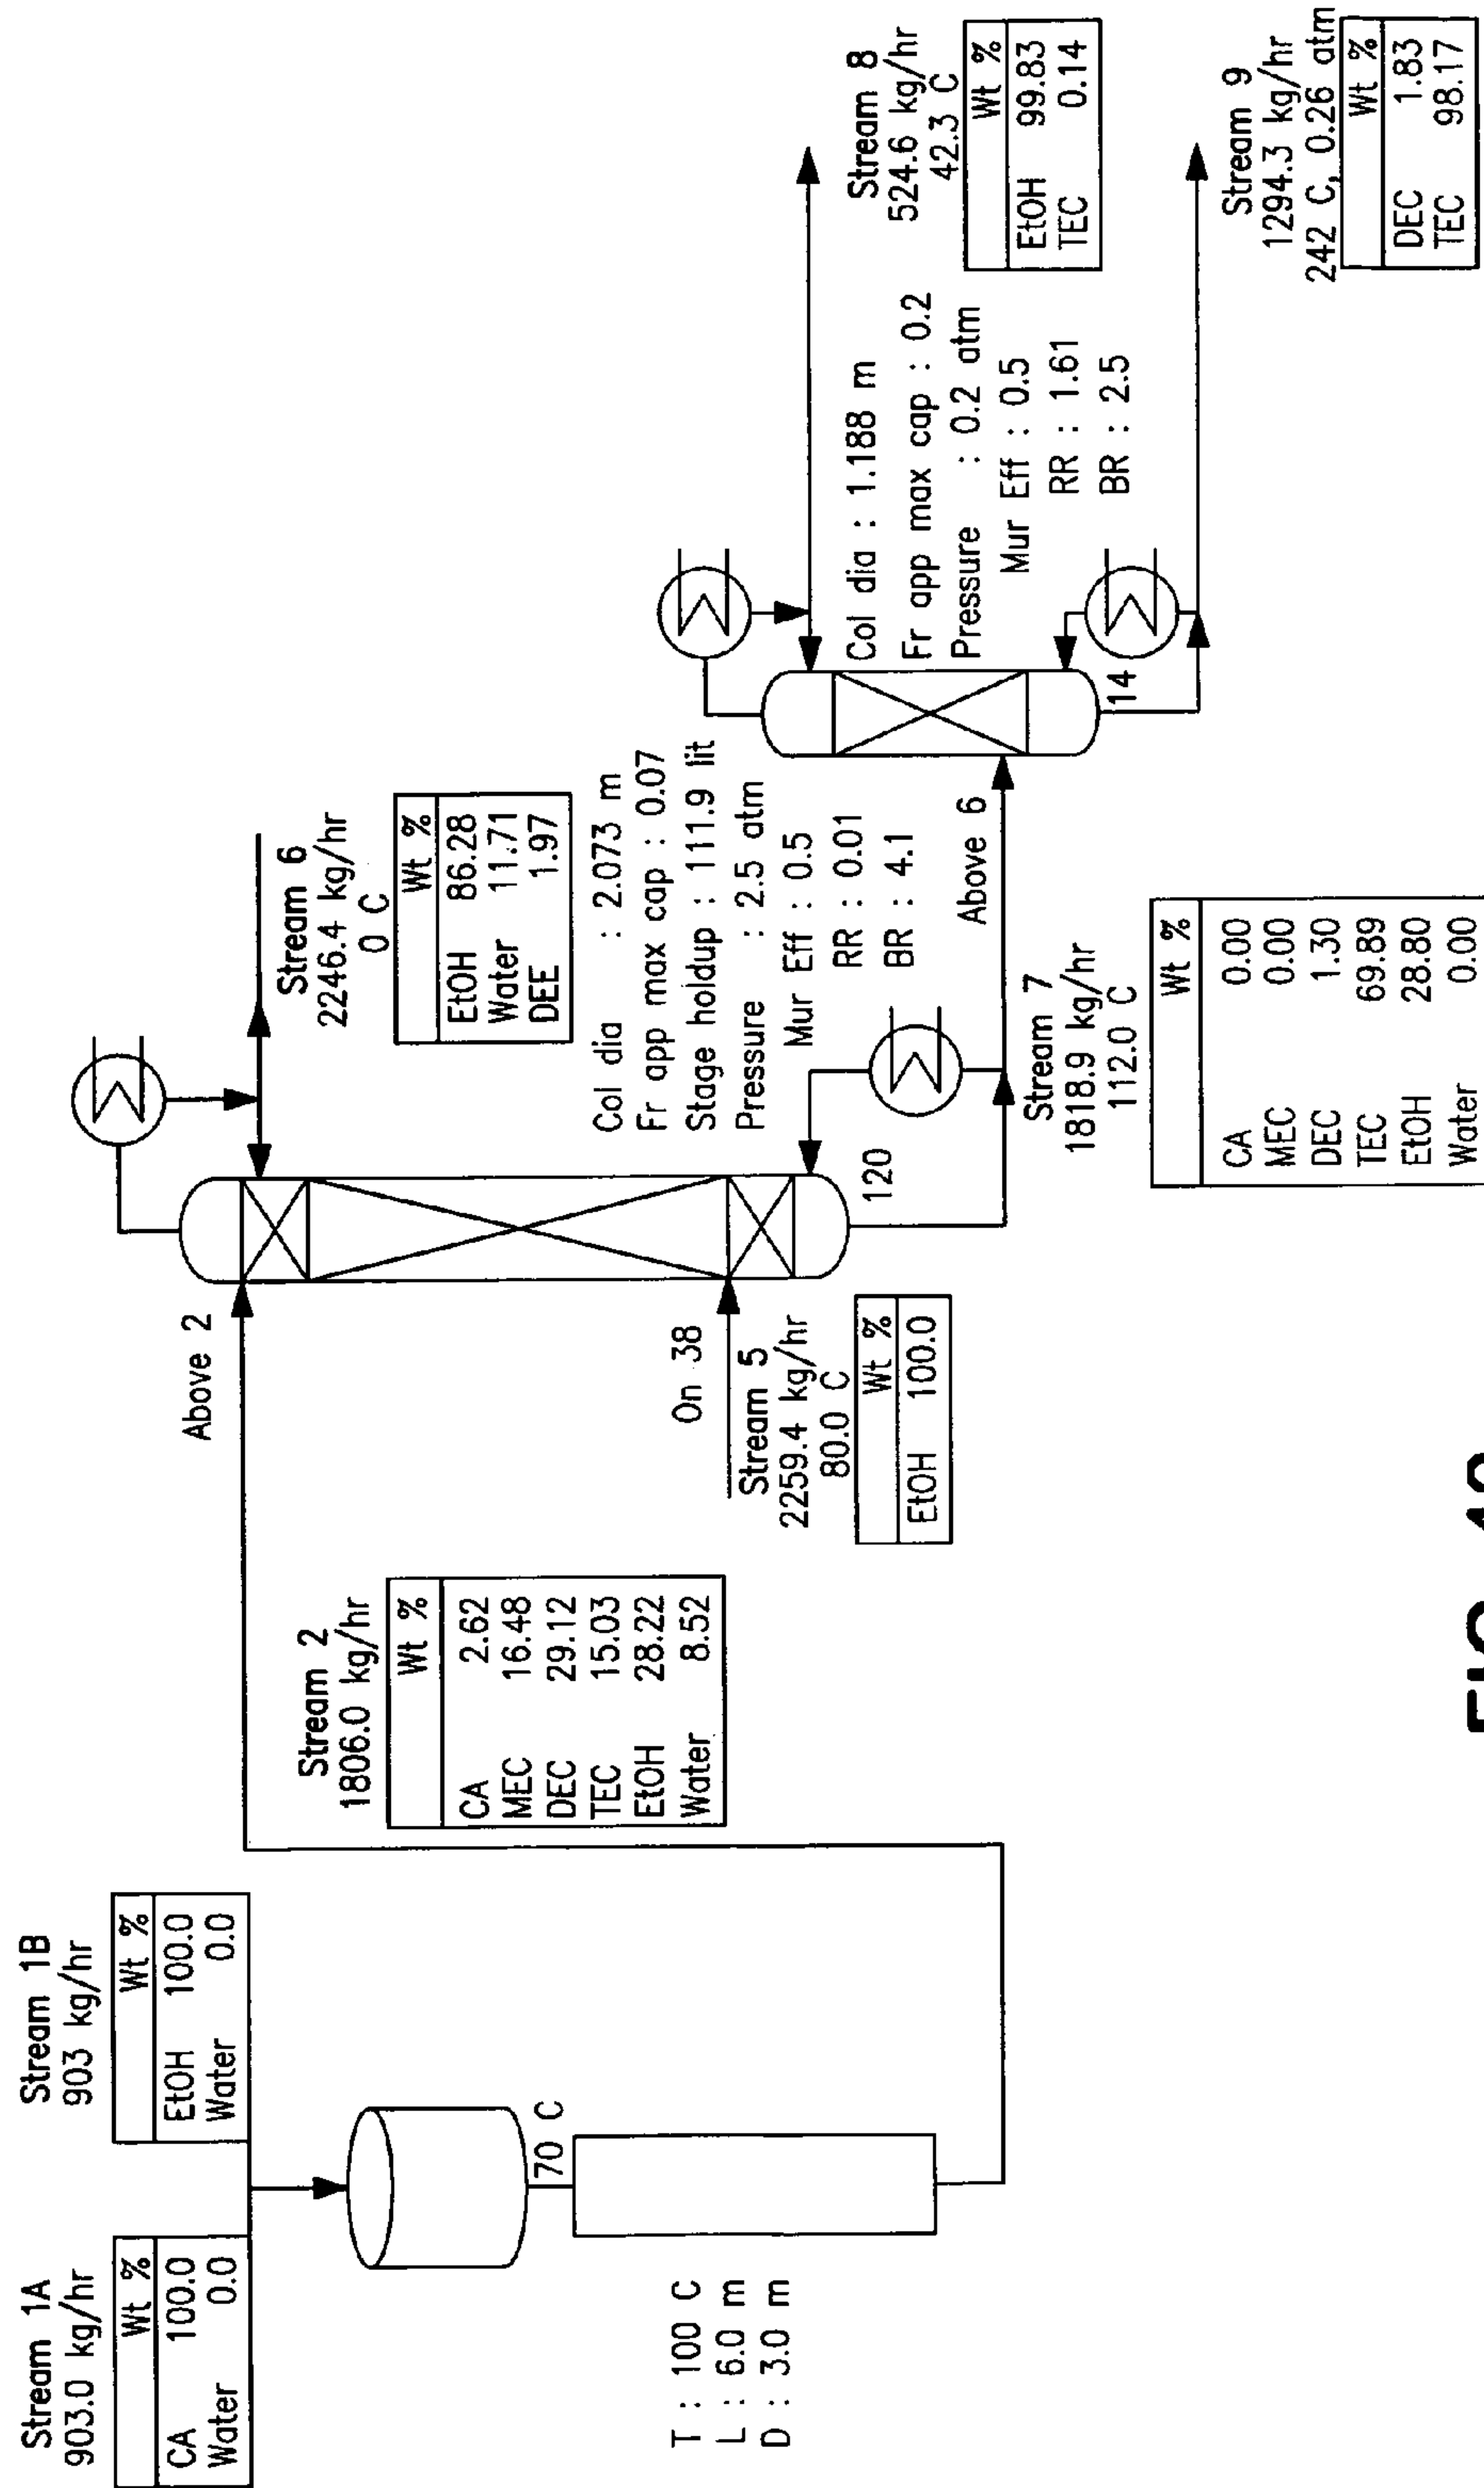 Stream 1A
903.0 kg/hr
Wt %
CA 100.0
Water 0.0
Stream 1B
903 kg/hr
Wt %
EtOH 100.0
Water 0.0
70 C
T : 100 C
L : 6.0 m
D : 3.0 m
Stream 2
1806.0 kg/hr
Wt %
CA 2.62
MEC 16.48
DEC 29.12
TEC 15.03
EtOH 28.22
Water 8.52
Above 2
On 38
Stream 5
2259.4 kg/hr
80.0 C
Wt %
EtOH 100.0
120
Stream 6
2246.4 kg/hr
0 C
Wt %
EtOH 86.28
Water 11.71
DEE 1.97
Col dia : 2.073 m
Fr app max cap : 0.07
Stage holdup : 111.9 lit
Pressure : 2.5 atm
Mur Eff : 0.5
RR : 0.01
BR : 4.1
Above 6
Stream 7
1818.9 kg/hr
112.0 C
Wt %
CA 0.00
MEC 0.00
DEC 1.30
TEC 69.89
EtOH 28.80
Water 0.00
14
Col dia : 1.188 m
Fr app max cap : 0.2
Pressure : 0.2 atm
Mur Eff : 0.5
RR : 1.61
BR : 2.5
Stream 8
524.6 kg/hr
42.3 C
Wt %
EtOH 99.83
TEC 0.14
Stream 9
1294.3 kg/hr
242 C, 0.26 atm
Wt %
DEC 1.83
TEC 98.17